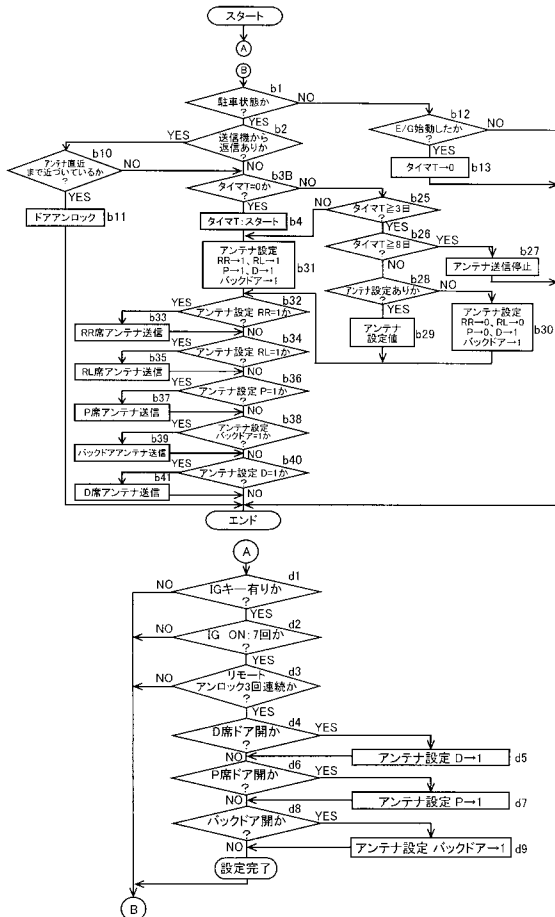 スタート
A
B
駐車状態か
?
b1
NO
YES
送信機から
返信ありか
?
b2
YES
NO
b12
E/G始動したか
?
NO
YES
タイマT→0
b13
アンテナ直近
まで近づいているか
?
b10
NO
YES
ドアアンロック
b11
タイマT=0か
?
b3B
NO
YES
タイマT:スタート
b4
b25
タイマT≧3日
?
NO
YES
b26
タイマT≧8日
?
YES
NO
b27
アンテナ送信停止
アンテナ設定
RR→1、RL→1
P→1、D→1
バックドア→1
b31
b28
アンテナ設定ありか
?
NO
YES
アンテナ
設定値
b29
アンテナ設定
RR→0、RL→0
P→0、D→1
バックドア→1
b30
b32
アンテナ設定 RR=1か
?
YES
b33
NO
RR席アンテナ送信
b34
アンテナ設定 RL=1か
?
YES
b35
NO
RL席アンテナ送信
b36
アンテナ設定 P=1か
?
YES
b37
NO
P席アンテナ送信
b38
アンテナ設定
バックドア=1か
?
YES
b39
NO
バックドアアンテナ送信
b40
アンテナ設定 D=1か
?
YES
b41
NO
D席アンテナ送信
エンド
A
d1
IGキー有りか
?
NO
YES
d2
IG ON:7回か
?
NO
YES
d3
リモート
アンロック3回連続か
?
NO
YES
d4
D席ドア開か
?
YES
NO
アンテナ設定 D→1
d5
d6
P席ドア開か
?
YES
NO
アンテナ設定 P→1
d7
d8
バックドア開か
?
YES
NO
アンテナ設定 バックドア→1
d9
設定完了
B